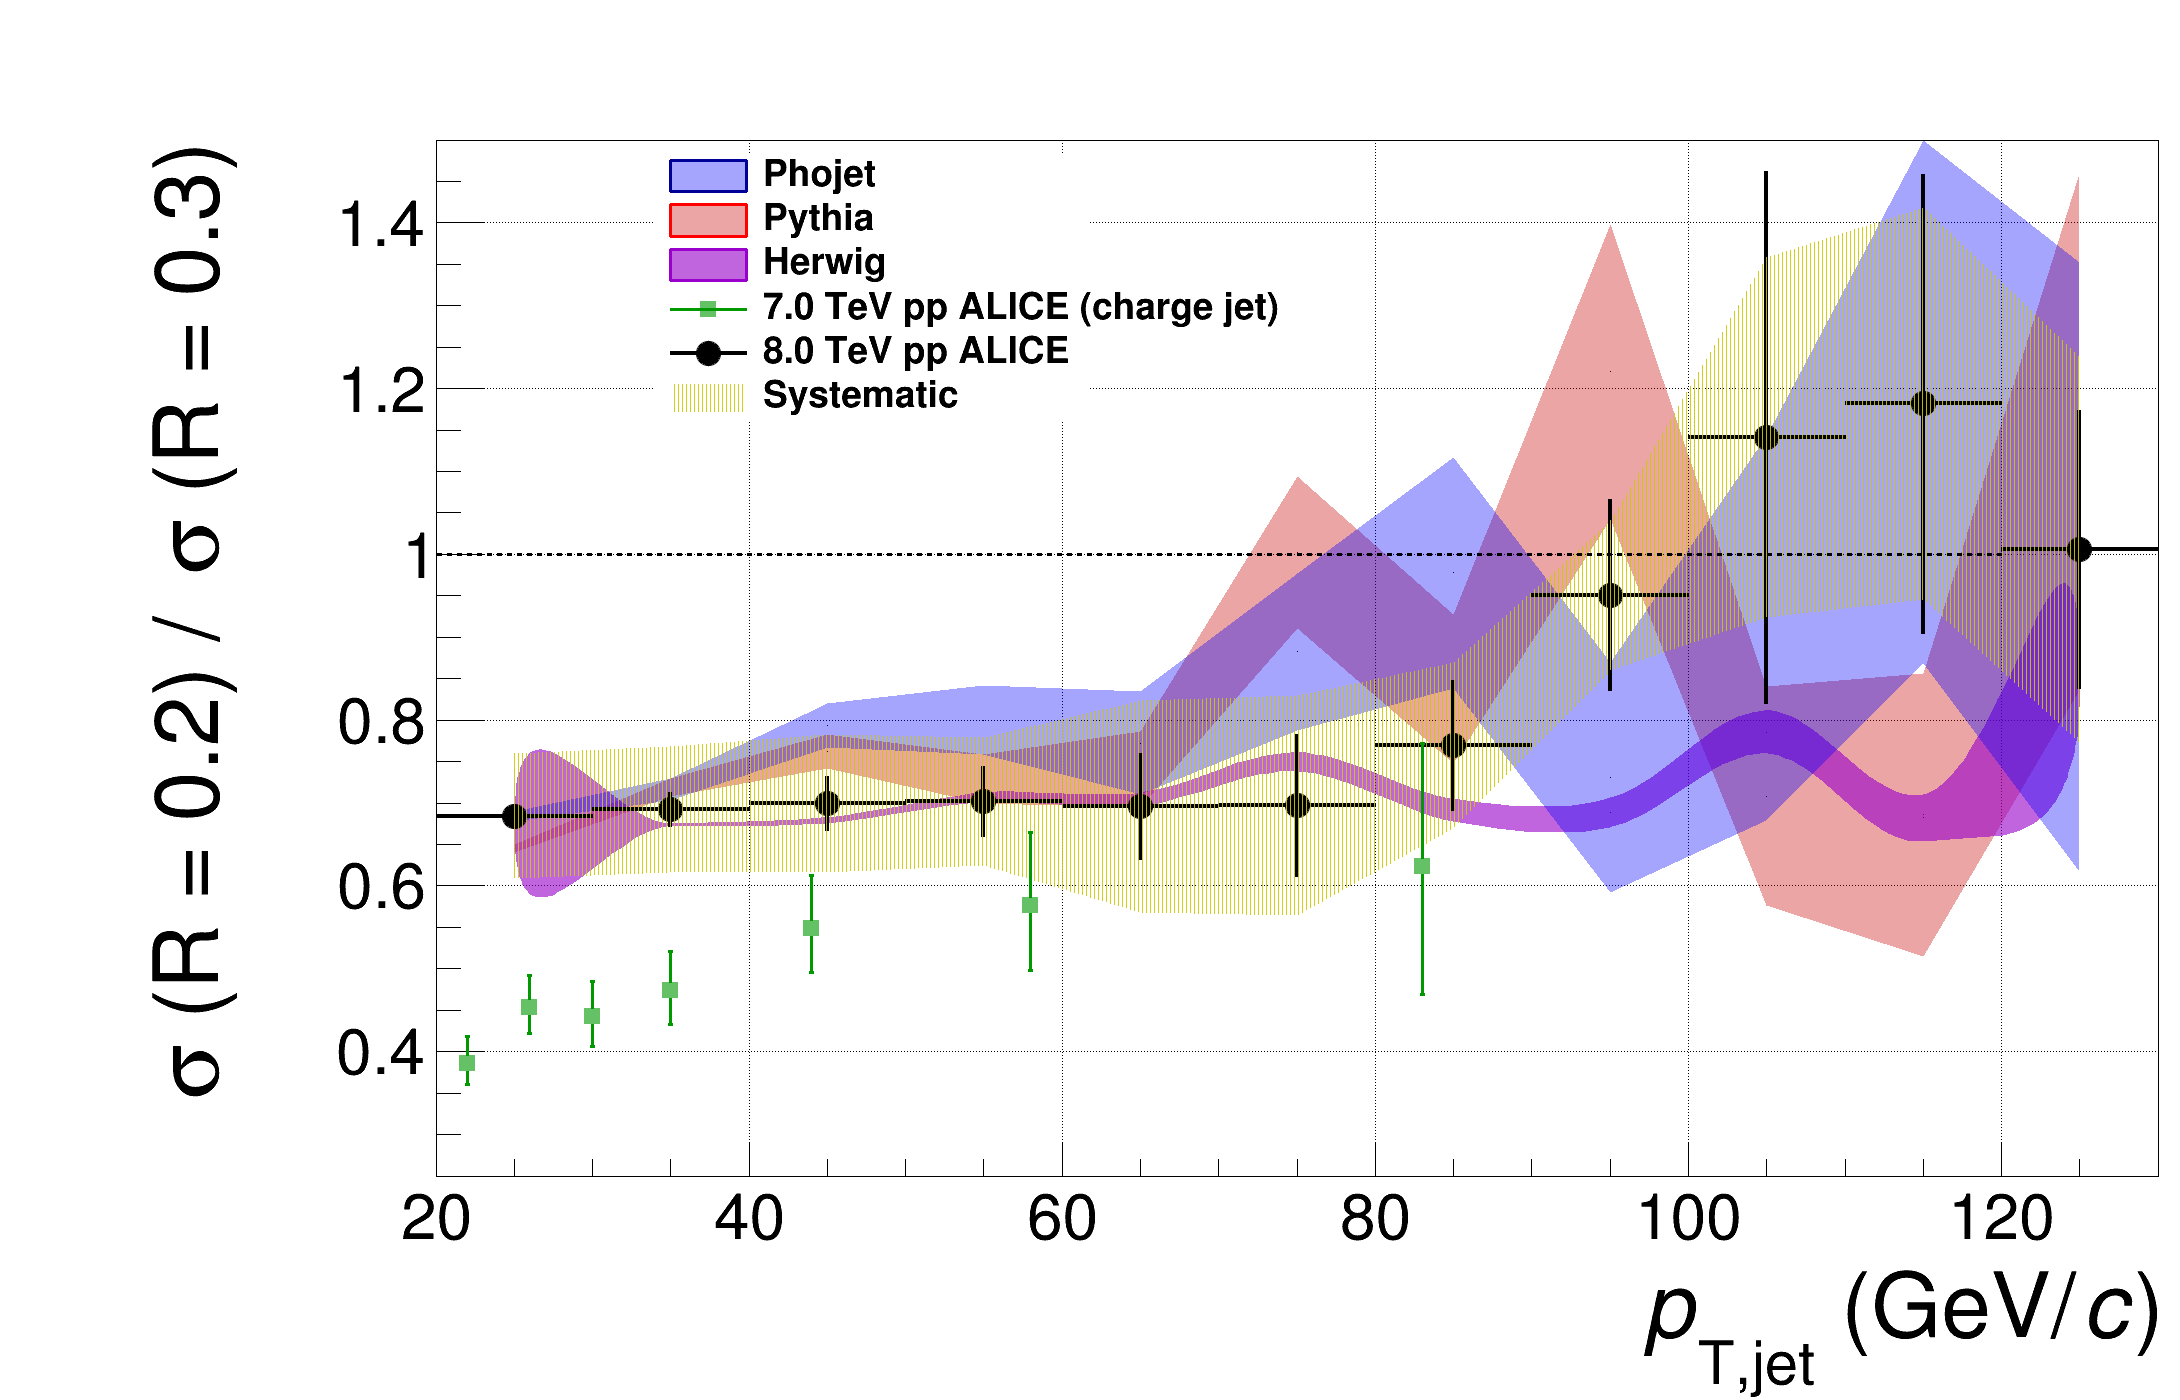 σ (R = 0.2) / σ (R = 0.3)
Phojet
Pythia
Herwig
7.0 TeV pp ALICE (charge jet)
8.0 TeV pp ALICE
Systematic
1.4
1.2
1
0.8
0.6
0.4
20 40 60 80 100 120
p T,jet (GeV/c)